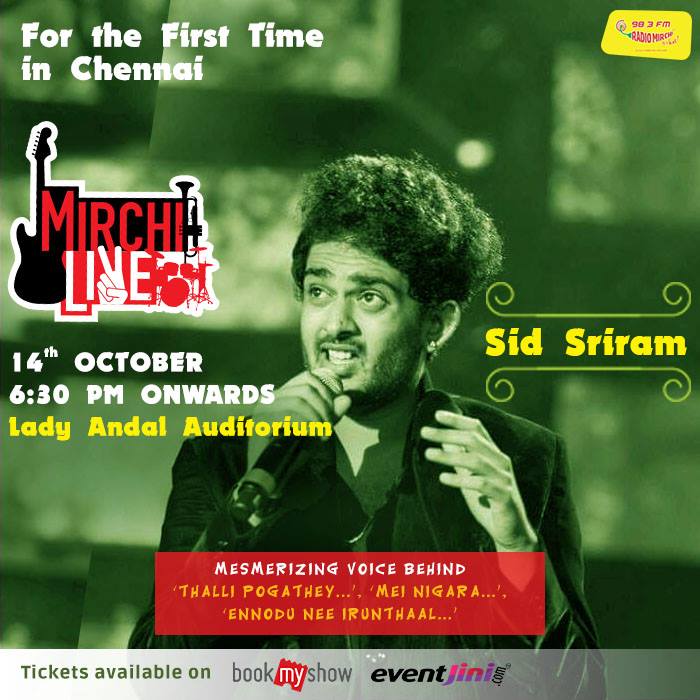 For the First Time
in Chennai
98.3 FM
RADIO MIRCHI
MIRCHI
LIVE
Sid Sriram
14th OCTOBER
6:30 PM ONWARDS
Lady Andal Auditorium
MESMERIZING VOICE BEHIND
'THALLI POGATHEY...', 'MEI NIGARA...',
'ENNODU NEE IRUNTHAAL...'
Tickets available on bookmyshow eventjini.com